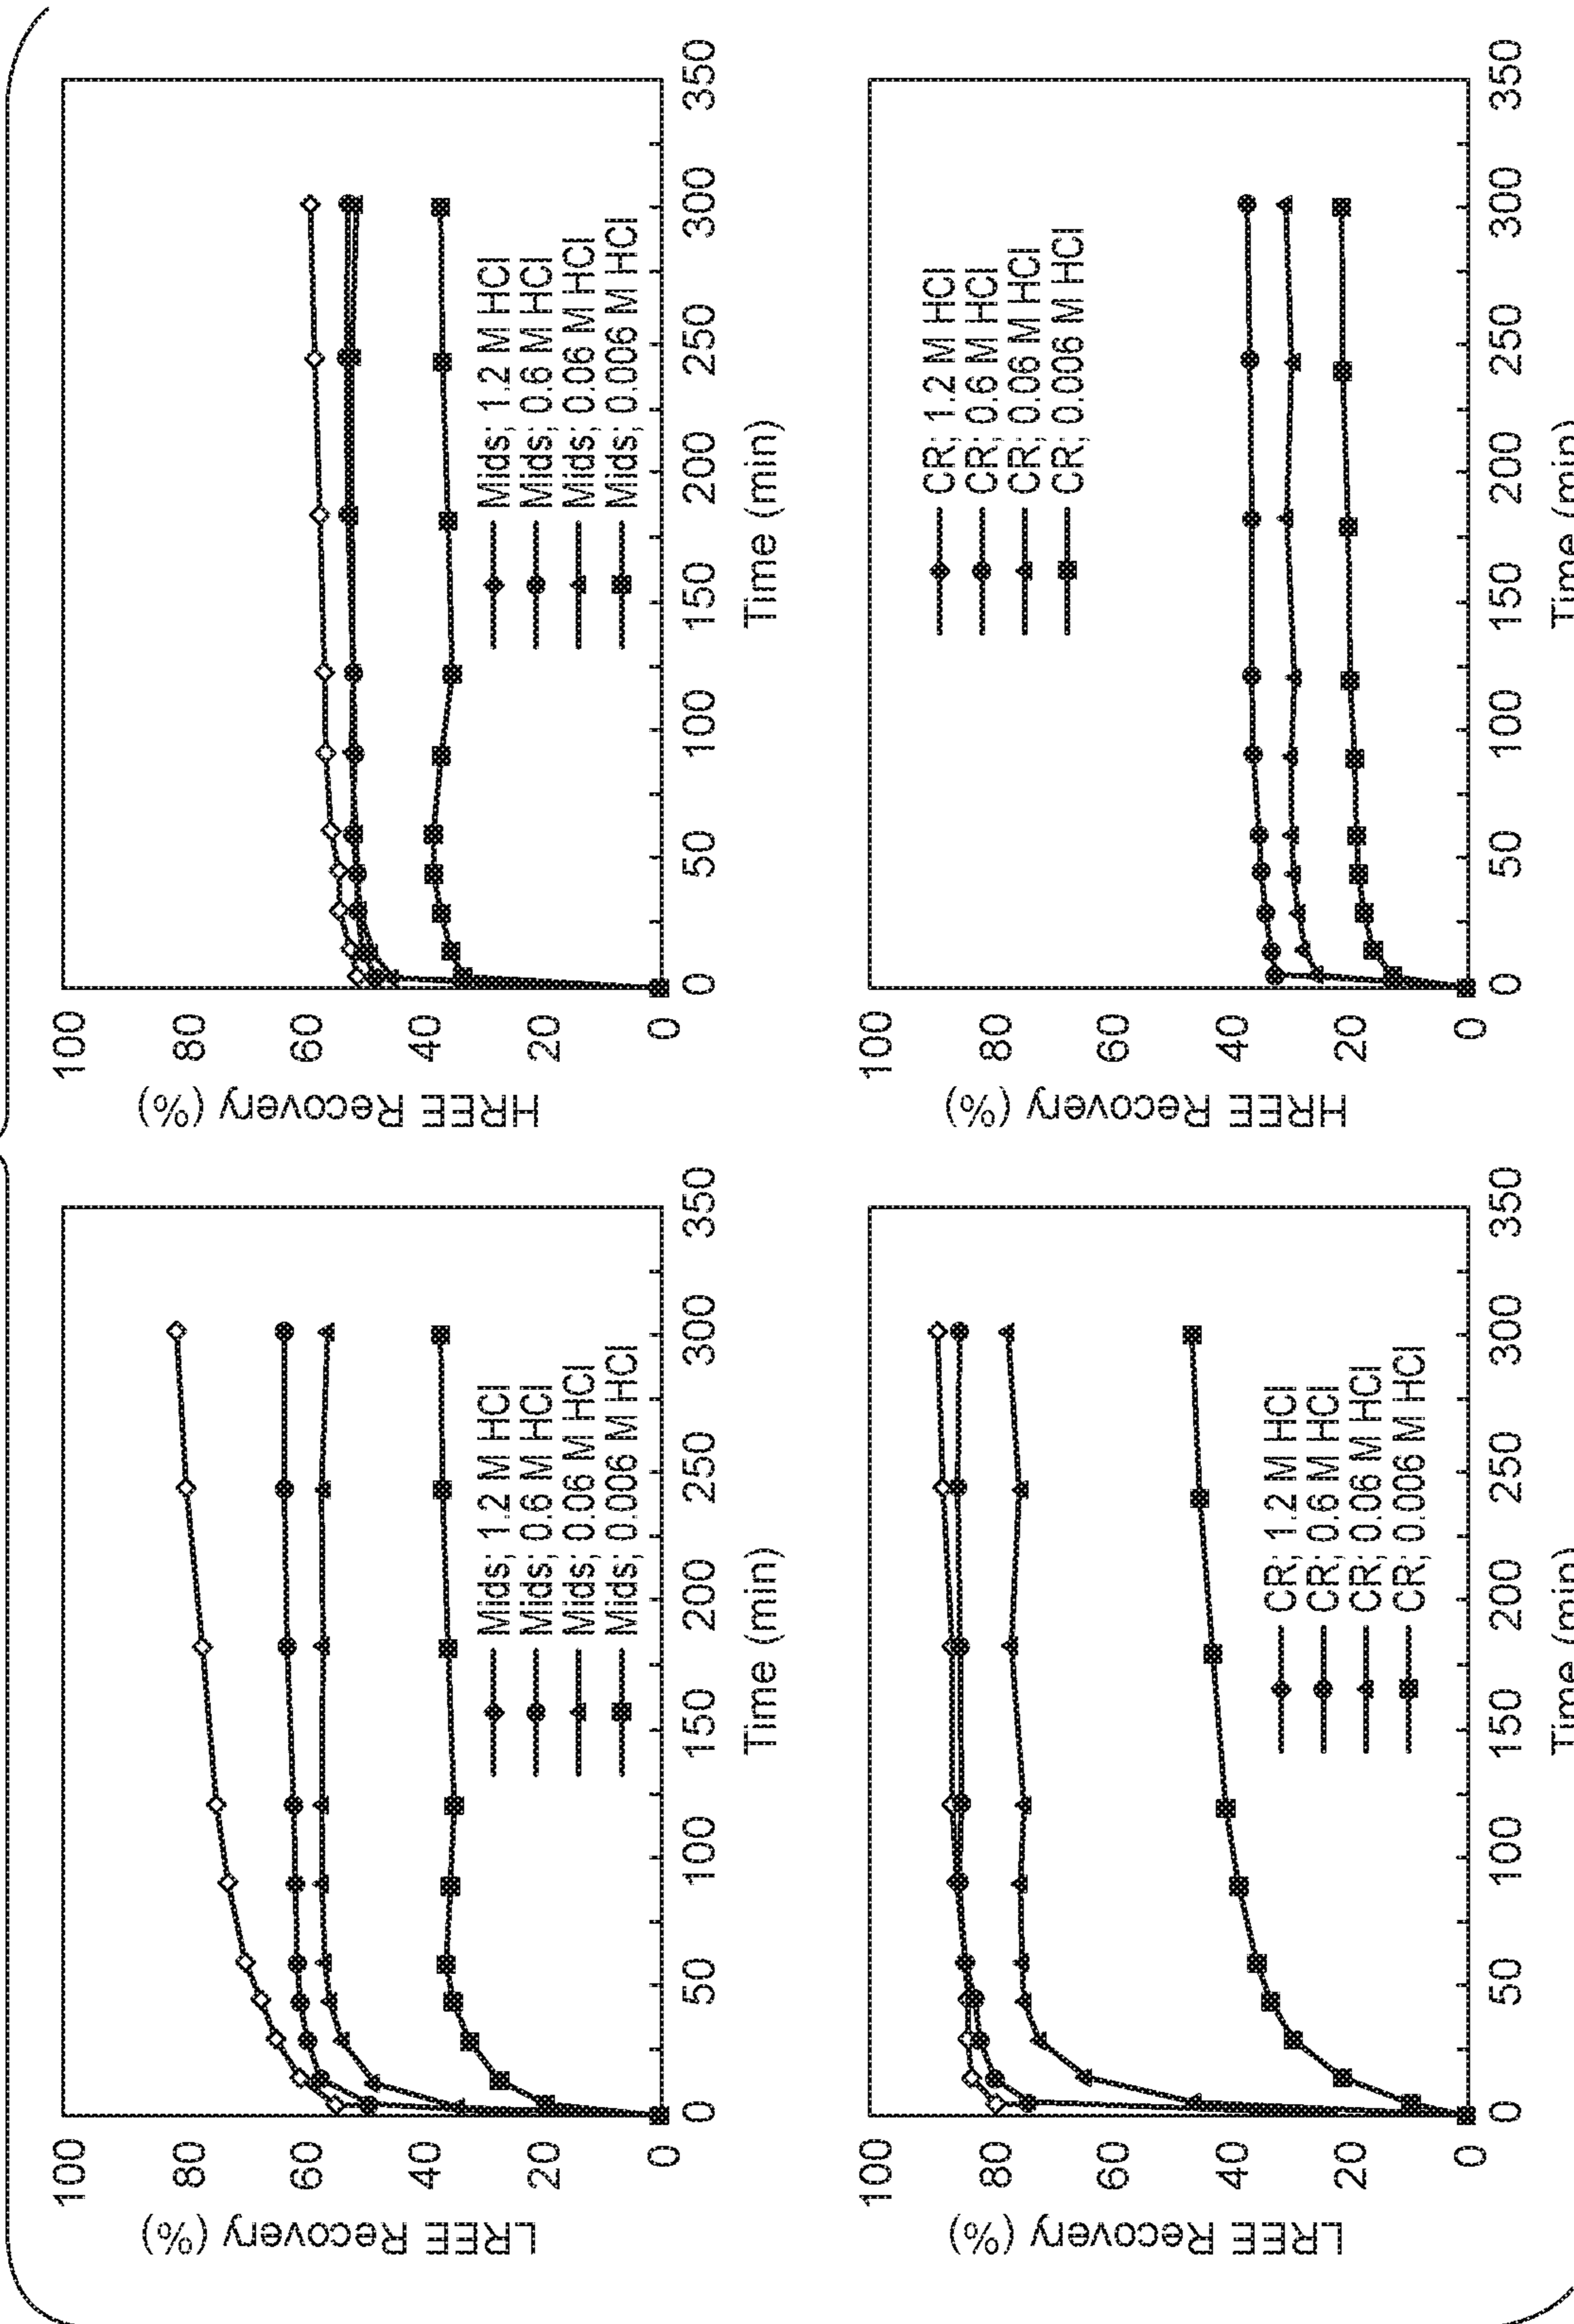 LREE Recovery (%)
100
80
60
40
20
0
Mids; 1.2 M HCl
Mids; 0.6 M HCl
Mids; 0.06 M HCl
Mids; 0.006 M HCl
0 50 100 150 200 250 300 350
Time (min)
HREE Recovery (%)
100
80
60
40
20
0
Mids; 1.2 M HCl
Mids; 0.6 M HCl
Mids; 0.06 M HCl
Mids; 0.006 M HCl
0 50 100 150 200 250 300 350
Time (min)
LREE Recovery (%)
100
80
60
40
20
0
CR; 1.2 M HCl
CR; 0.6 M HCl
CR; 0.06 M HCl
CR; 0.006 M HCl
0 50 100 150 200 250 300 350
Time (min)
HREE Recovery (%)
100
80
60
40
20
0
CR; 1.2 M HCl
CR; 0.6 M HCl
CR; 0.06 M HCl
CR; 0.006 M HCl
0 50 100 150 200 250 300 350
Time (min)